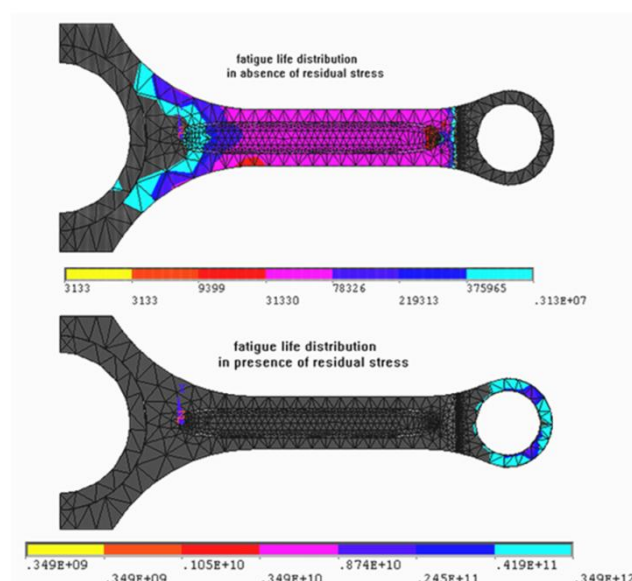 fatigue life distribution
in absence of residual stress
3133 9399 78326 375965
3133 31330 219313 .313E+07
fatigue life distribution
in presence of residual stress
.349E+09 .105E+10 .874E+10 .419E+11
.349E+09 .349E+10 .245E+11 .349E+12